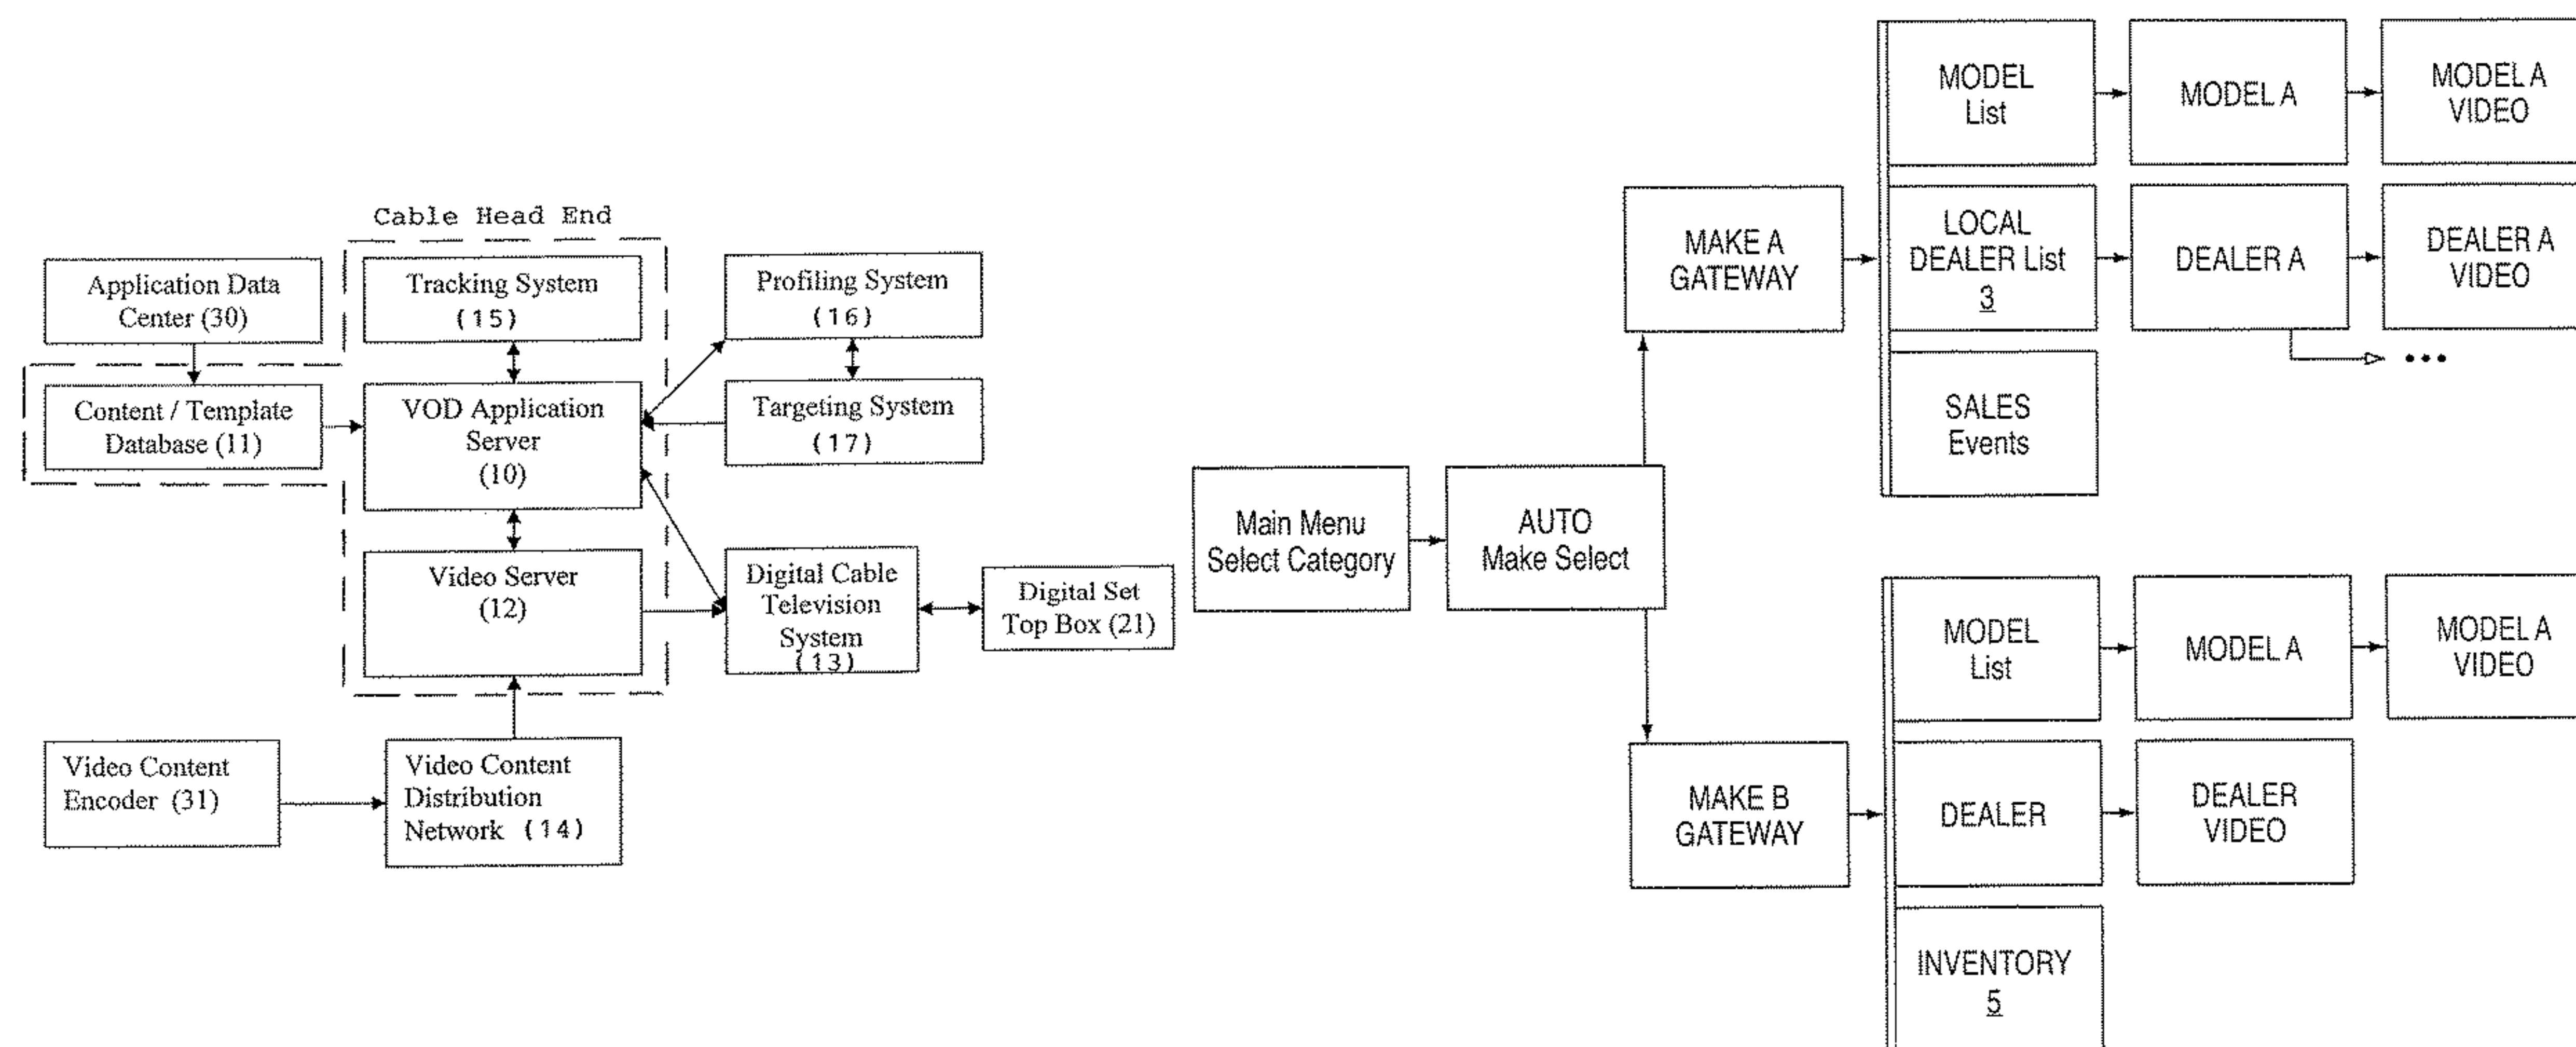 Cable Head End
Application Data
Center (30)
Tracking System
(15)
Profiling System
(16)
Content / Template
Database (11)
VOD Application
Server
(10)
Targeting System
(17)
Video Server
(12)
Digital Cable
Television
System
(13)
Digital Set
Top Box (21)
Video Content
Encoder (31)
Video Content
Distribution
Network (14)
Main Menu
Select Category
AUTO
Make Select
MAKE A
GATEWAY
MODEL
List
MODEL A
MODEL A
VIDEO
LOCAL
DEALER List
3
DEALER A
DEALER A
VIDEO
•••
SALES
Events
MAKE B
GATEWAY
MODEL
List
MODEL A
MODEL A
VIDEO
DEALER
DEALER
VIDEO
INVENTORY
5